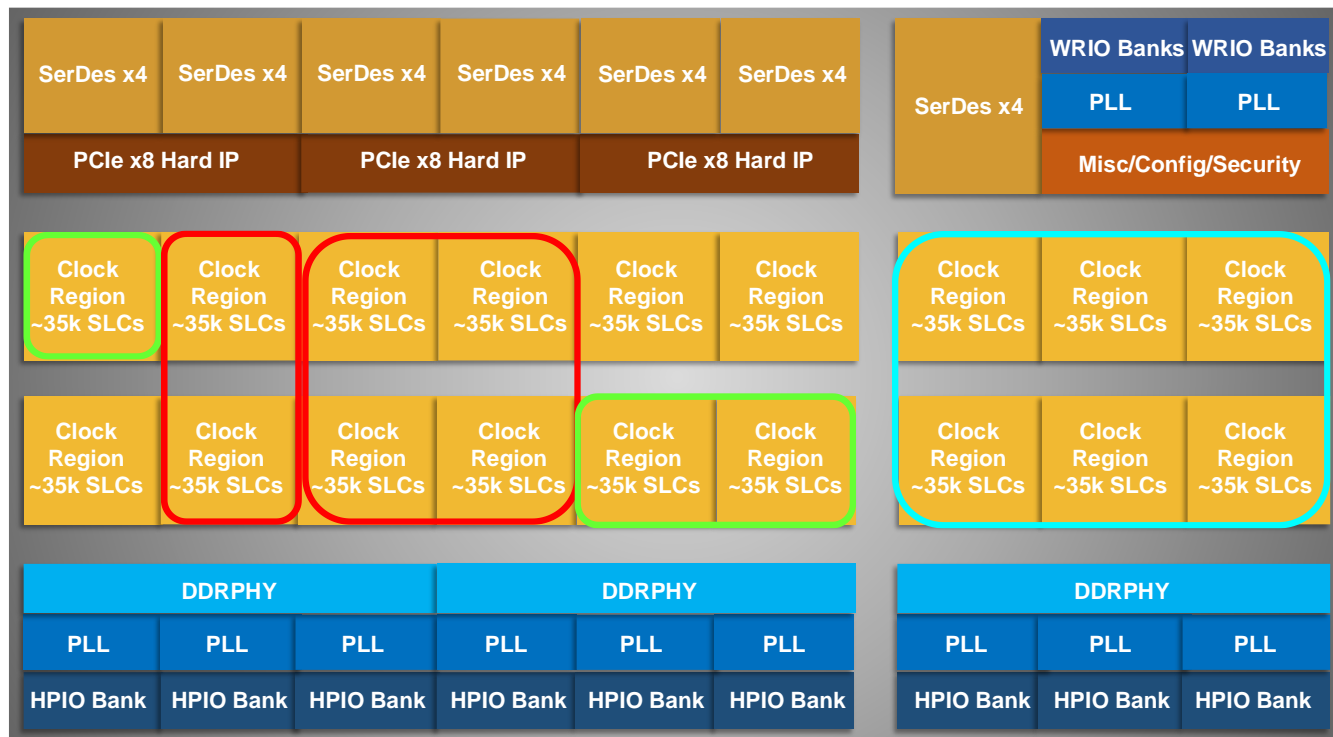 SerDes x4 SerDes x4 SerDes x4 SerDes x4 SerDes x4 SerDes x4
PCIe x8 Hard IP PCIe x8 Hard IP PCIe x8 Hard IP
SerDes x4
WRIO Banks WRIO Banks
PLL PLL
Misc/Config/Security
Clock Clock Clock Clock Clock Clock Clock Clock Clock
Region Region Region Region Region Region Region Region Region
~35k SLCs ~35k SLCs ~35k SLCs ~35k SLCs ~35k SLCs ~35k SLCs ~35k SLCs ~35k SLCs ~35k SLCs
Clock Clock Clock Clock Clock Clock Clock Clock Clock
Region Region Region Region Region Region Region Region Region
~35k SLCs ~35k SLCs ~35k SLCs ~35k SLCs ~35k SLCs ~35k SLCs ~35k SLCs ~35k SLCs ~35k SLCs
DDRPHY DDRPHY DDRPHY
PLL PLL PLL PLL PLL PLL PLL PLL PLL
HPIO Bank HPIO Bank HPIO Bank HPIO Bank HPIO Bank HPIO Bank HPIO Bank HPIO Bank HPIO Bank